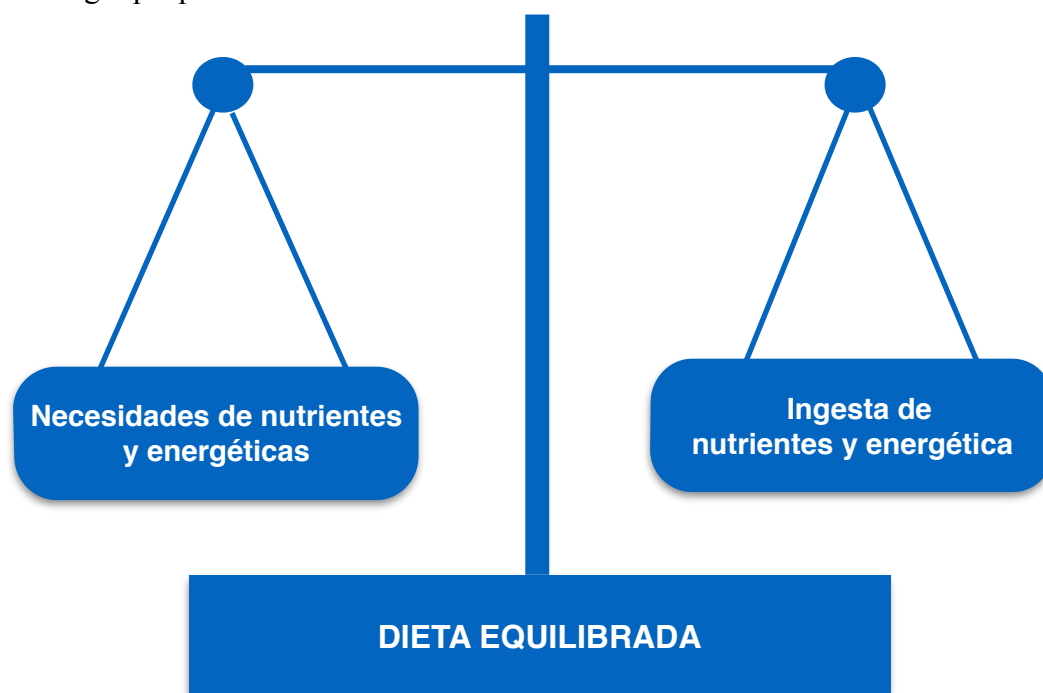 Necesidades de nutrientes
y energéticas
Ingesta de
nutrientes y energética
DIETA EQUILIBRADA